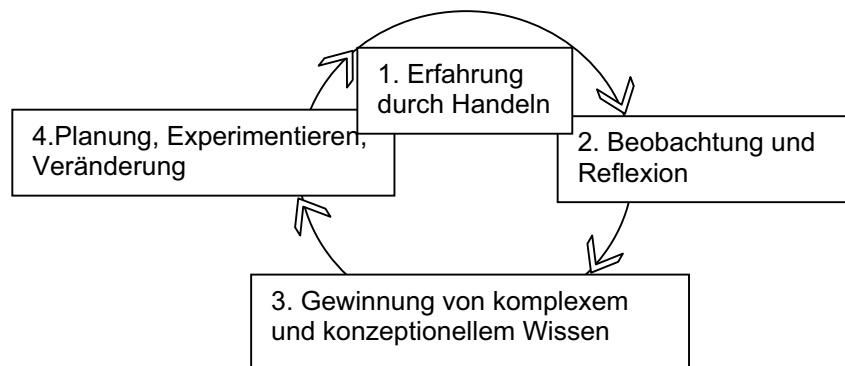 1. Erfahrung
durch Handeln
2. Beobachtung und
Reflexion
3. Gewinnung von komplexem
und konzeptionellem Wissen
4.Planung, Experimentieren,
Veränderung